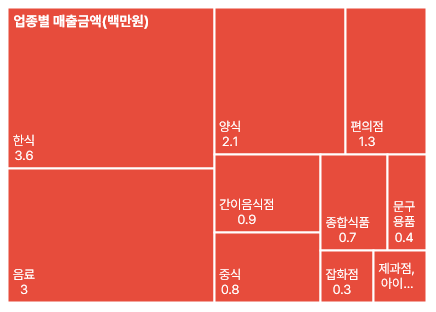 업종별 매출금액(백만원)
한식
3.6
음료
3
양식
2.1
편의점
1.3
간이음식점
0.9
중식
0.8
종합식품
0.7
문구
용품
0.4
잡화점
0.3
제과점,
아이...